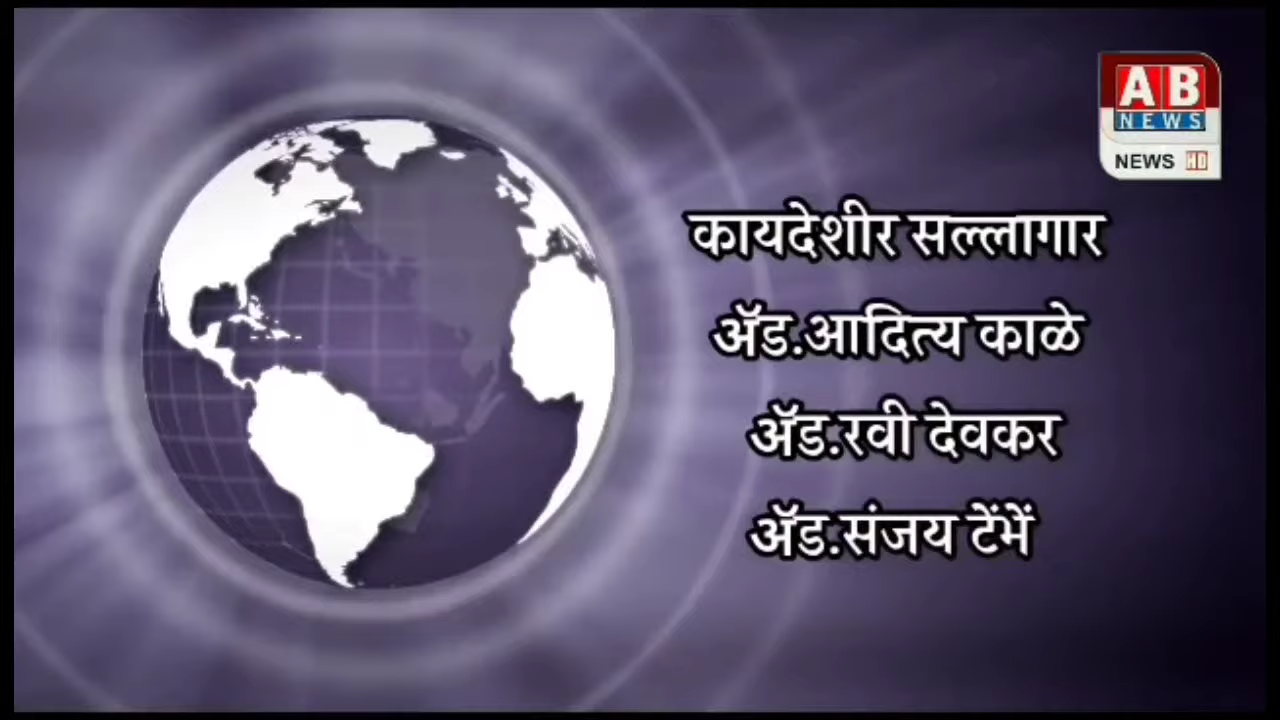 AB
NEWS
NEWS HD
कायदेशीर सल्लागार
ॲड.आदित्य काळे
ॲड.रवी देवकर
ॲड.संजय टेंभें